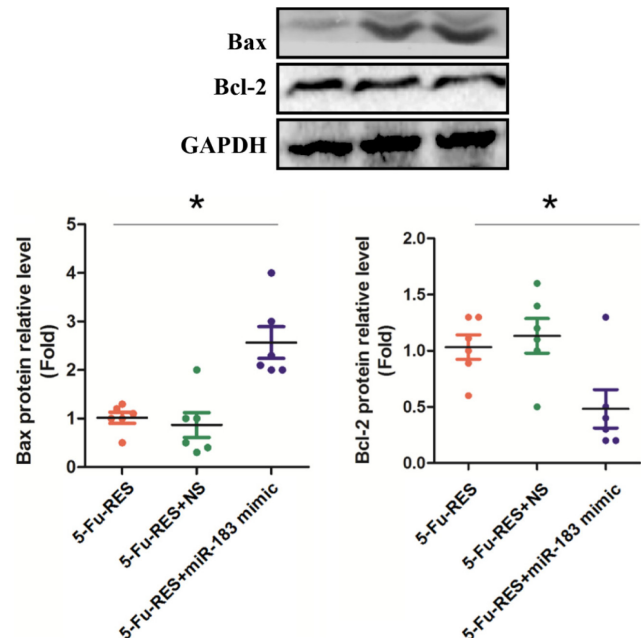 Bax
Bcl-2
GAPDH
*
Bax protein relative level
(Fold)
5
4
3
2
1
0
5-Fu-RES
5-Fu-RES+NS
5-Fu-RES+miR-183 mimic
*
Bcl-2 protein relative level
(Fold)
2.0
1.5
1.0
0.5
0.0
5-Fu-RES
5-Fu-RES+NS
5-Fu-RES+miR-183 mimic